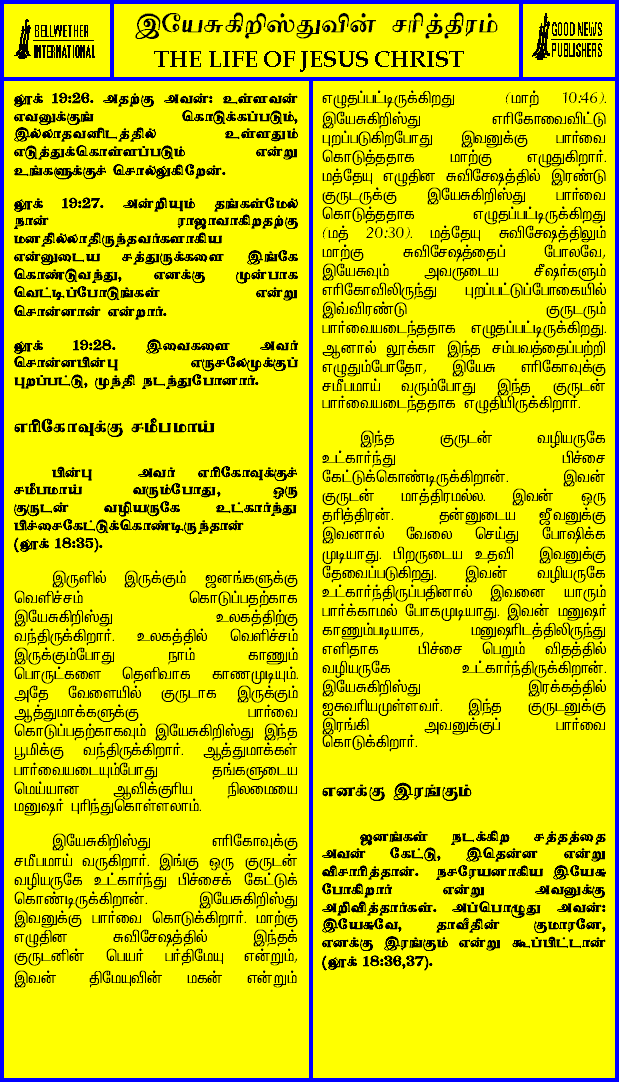 BELLWETHER
INTERNATIONAL
இயேசுகிறிஸ்துவின் சரித்திரம்
THE LIFE OF JESUS CHRIST
GOOD NEWS
PUBLISHERS
லூக் 19:26. அதற்கு அவன்: உள்ளவன்
எவனுக்குங் கொடுக்கப்படும்,
இல்லாதவனிடத்தில் உள்ளதும்
எடுத்துக்கொள்ளப்படும் என்று
உங்களுக்குச் சொல்லுகிறேன்.
லூக் 19:27. அன்றியும் தங்கள்மேல்
நான் ராஜாவாகிறதற்கு
மனதில்லாதிருந்தவர்களாகிய
என்னுடைய சத்துருக்களை இங்கே
கொண்டுவந்து, எனக்கு முன்பாக
வெட்டிப்போடுங்கள் என்று
சொன்னான் என்றார்.
லூக் 19:28. இவைகளை அவர்
சொன்னபின்பு எருசலேமுக்குப்
புறப்பட்டு, முந்தி நடந்துபோனார்.
எரிகோவுக்கு சமீபமாய்
பின்பு அவர் எரிகோவுக்குச்
சமீபமாய் வரும்போது, ஒரு
குருடன் வழியருகே உட்கார்ந்து
பிச்சைகேட்டுக்கொண்டிருந்தான்
(லூக் 18:35).
இருளில் இருக்கும் ஜனங்களுக்கு
வெளிச்சம் கொடுப்பதற்காக
இயேசுகிறிஸ்து உலகத்திற்கு
வந்திருக்கிறார். உலகத்தில் வெளிச்சம்
இருக்கும்போது நாம் காணும்
பொருட்களை தெளிவாக காணமுடியும்.
அதே வேளையில் குருடாக இருக்கும்
ஆத்துமாக்களுக்கு பார்வை
கொடுப்பதற்காகவும் இயேசுகிறிஸ்து இந்த
பூமிக்கு வந்திருக்கிறார். ஆத்துமாக்கள்
பார்வையடையும்போது தங்களுடைய
மெய்யான ஆவிக்குரிய நிலமையை
மனுஷர் புரிந்துகொள்ளலாம்.
இயேசுகிறிஸ்து எரிகோவுக்கு
சமீபமாய் வருகிறார். இங்கு ஒரு குருடன்
வழியருகே உட்கார்ந்து பிச்சைக் கேட்டுக்
கொண்டிருக்கிறான். இயேசுகிறிஸ்து
இவனுக்கு பார்வை கொடுக்கிறார். மாற்கு
எழுதின சுவிசேஷத்தில் இந்தக்
குருடனின் பெயர் பர்திமேயு என்றும்,
இவன் திமேயுவின் மகன் என்றும்
எழுதப்பட்டிருக்கிறது (மாற் 10:46).
இயேசுகிறிஸ்து எரிகோவைவிட்டு
புறப்படுகிறபோது இவனுக்கு பார்வை
கொடுத்ததாக மாற்கு எழுதுகிறார்.
மத்தேயு எழுதின சுவிசேஷத்தில் இரண்டு
குருடருக்கு இயேசுகிறிஸ்து பார்வை
கொடுத்ததாக எழுதப்பட்டிருக்கிறது
(மத் 20:30). மத்தேயு சுவிசேஷத்திலும்
மாற்கு சுவிசேஷத்தைப் போலவே,
இயேசுவும் அவருடைய சீஷர்களும்
எரிகோவிலிருந்து புறப்பட்டுப்போகையில்
இவ்விரண்டு குருடரும்
பார்வையடைந்ததாக எழுதப்பட்டிருக்கிறது.
ஆனால் லூக்கா இந்த சம்பவத்தைப்பற்றி
எழுதும்போதோ, இயேசு எரிகோவுக்கு
சமீபமாய் வரும்போது இந்த குருடன்
பார்வையடைந்ததாக எழுதியிருக்கிறார்.
இந்த குருடன் வழியருகே
உட்கார்ந்து பிச்சை
கேட்டுக்கொண்டிருக்கிறான். இவன்
குருடன் மாத்திரமல்ல. இவன் ஒரு
தரித்திரன். தன்னுடைய ஜீவனுக்கு
இவனால் வேலை செய்து போஷிக்க
முடியாது. பிறருடைய உதவி இவனுக்கு
தேவைப்படுகிறது. இவன் வழியருகே
உட்கார்ந்திருப்பதினால் இவனை யாரும்
பார்க்காமல் போகமுடியாது. இவன் மனுஷர்
காணும்படியாக, மனுஷரிடத்திலிருந்து
எளிதாக பிச்சை பெறும் விதத்தில்
வழியருகே உட்கார்ந்திருக்கிறான்.
இயேசுகிறிஸ்து இரக்கத்தில்
ஐசுவரியமுள்ளவர். இந்த குருடனுக்கு
இரங்கி அவனுக்குப் பார்வை
கொடுக்கிறார்.
எனக்கு இரங்கும்
ஜனங்கள் நடக்கிற சத்தத்தை
அவன் கேட்டு, இதென்ன என்று
விசாரித்தான். நசரேயனாகிய இயேசு
போகிறார் என்று அவனுக்கு
அறிவித்தார்கள். அப்பொழுது அவன்:
இயேசுவே, தாவீதின் குமாரனே,
எனக்கு இரங்கும் என்று கூப்பிட்டான்
(லூக் 18:36,37).